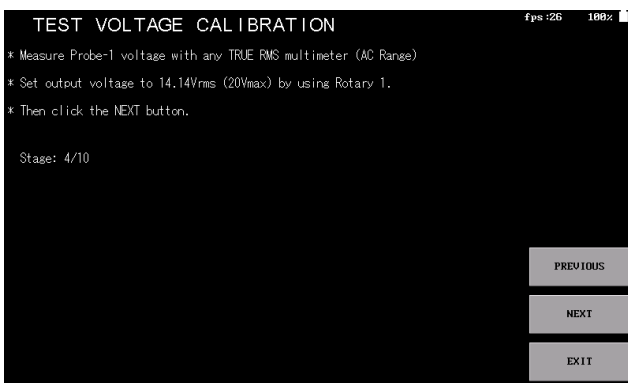 TEST VOLTAGE CALIBRATION
fps:26 100%
* Measure Probe-1 voltage with any TRUE RMS multimeter (AC Range)
* Set output voltage to 14.14Vrms (20Vmax) by using Rotary 1.
* Then click the NEXT button.
Stage: 4/10
PREVIOUS
NEXT
EXIT